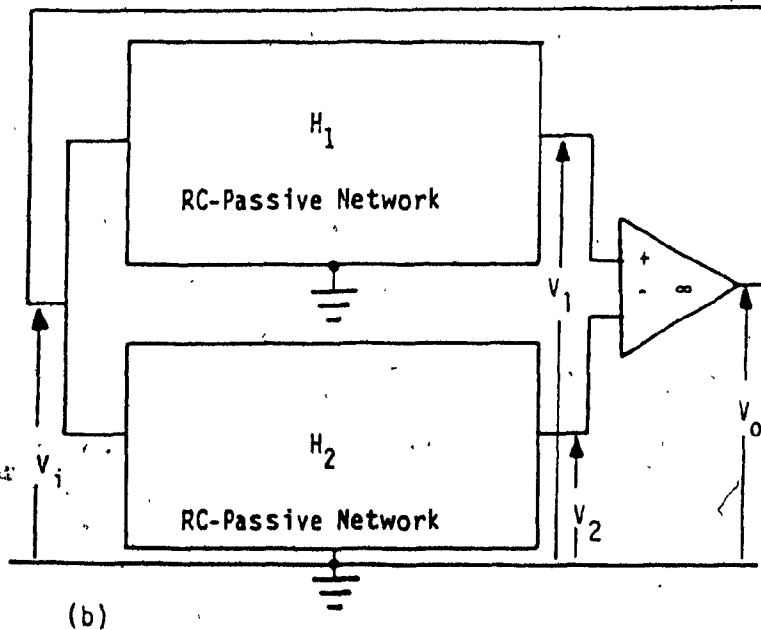 H1
RC-Passive Network
+
- ∞
V1
Vo
H2
Vi
RC-Passive Network
V2
(b)